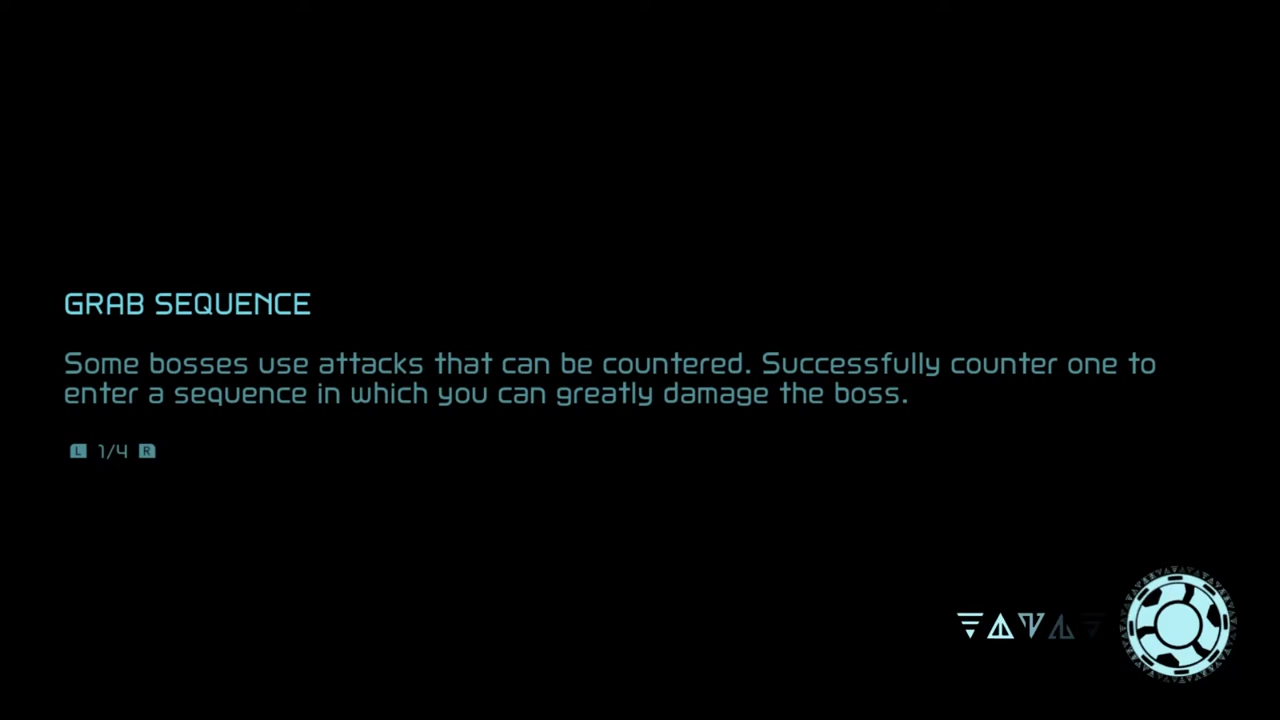 GRAB SEQUENCE
Some bosses use attacks that can be countered. Successfully counter one to
enter a sequence in which you can greatly damage the boss.
L 1/4 R